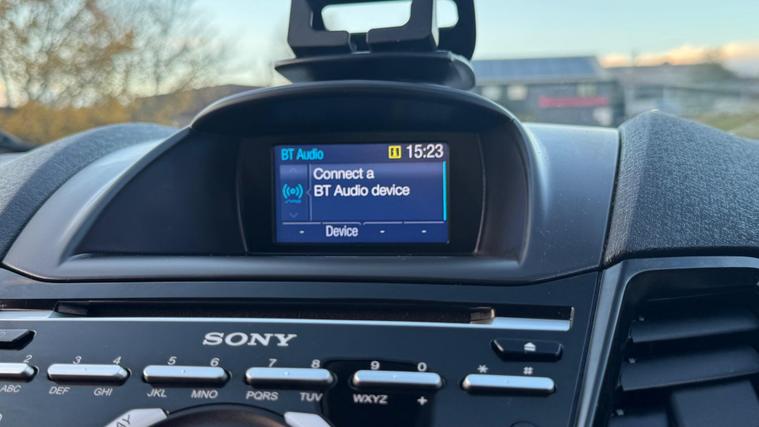 BT Audio 15:23
Connect a
BT Audio device
- Device - -
SONY
2 3 4 5 6 7 8 9 0 * #
ABC DEF GHI JKL MNO PQRS TUV WXYZ +